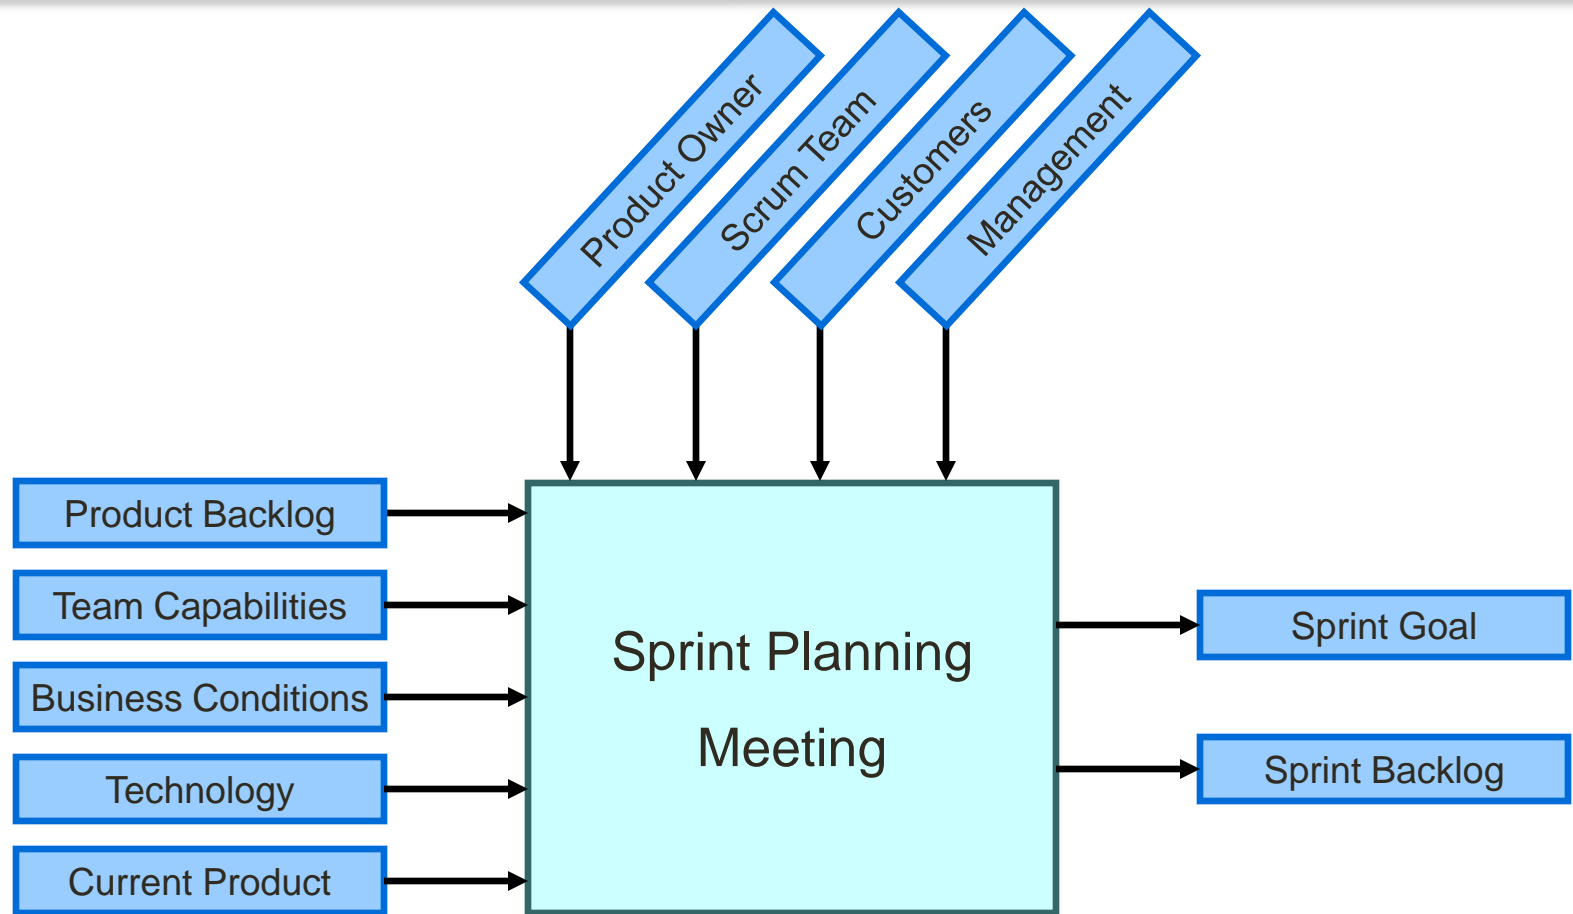 Product Owner
Scrum Team
Customers
Management
Product Backlog
Team Capabilities
Business Conditions
Technology
Current Product
Sprint Planning
Meeting
Sprint Goal
Sprint Backlog